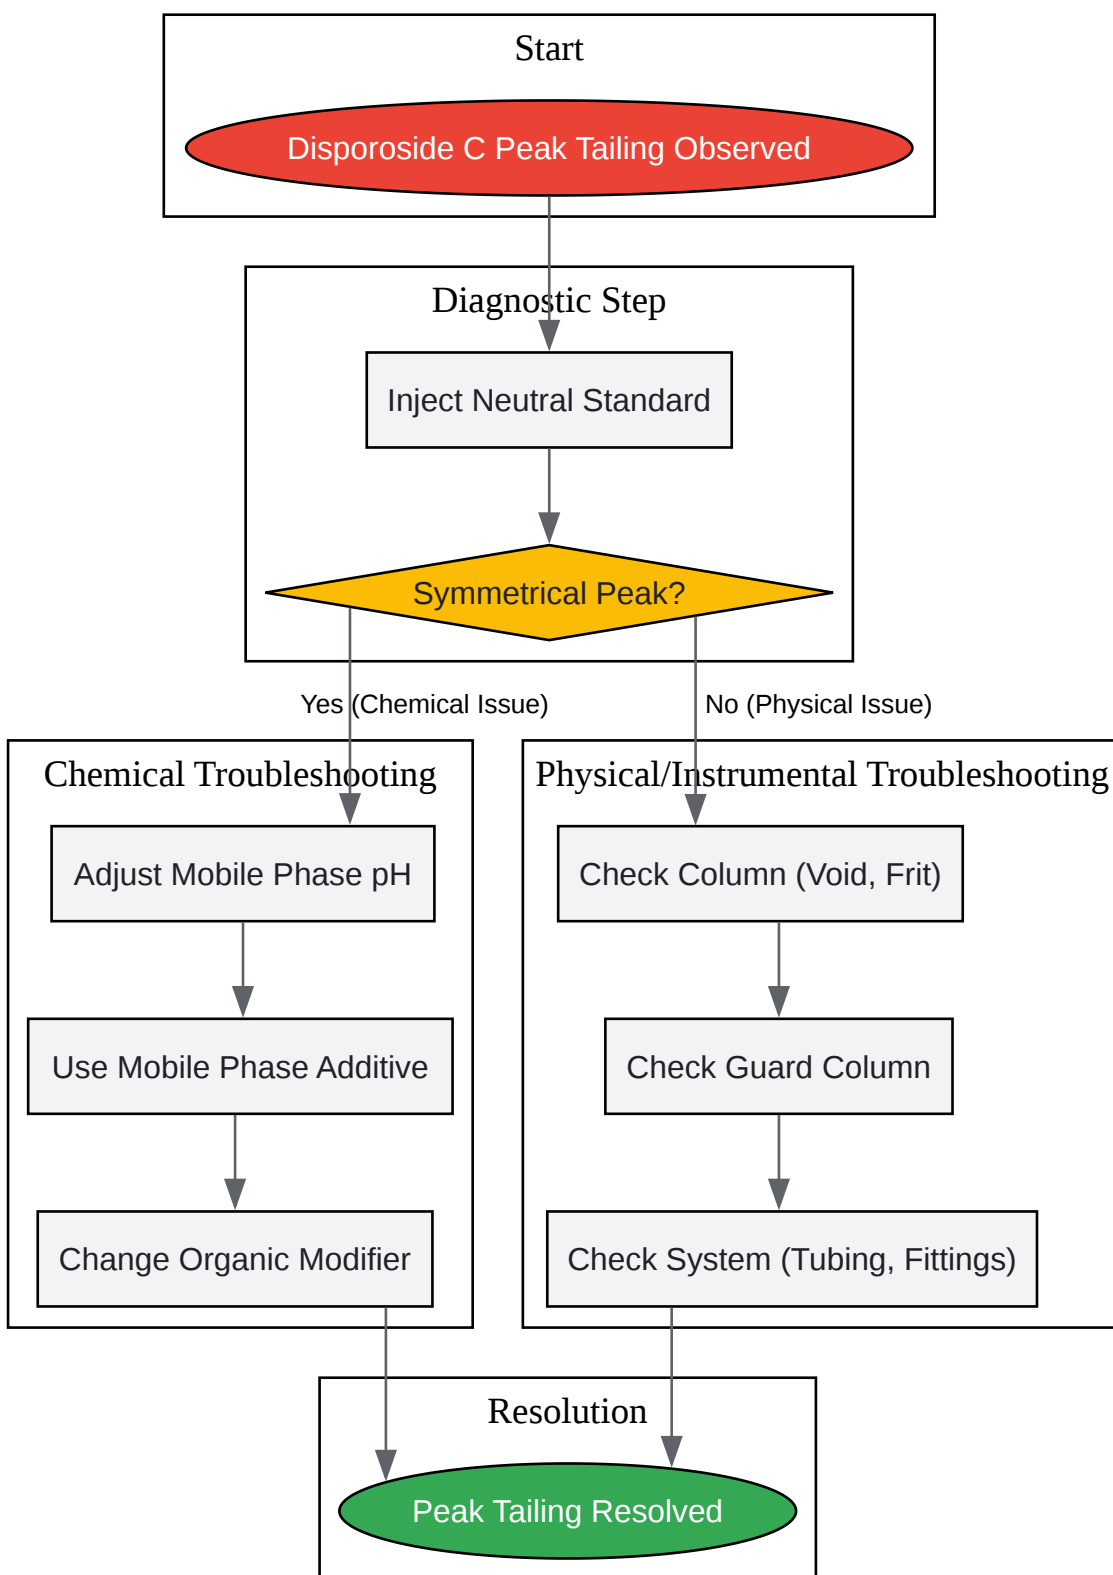 Start
Disporoside C Peak Tailing Observed
Diagnostic Step
Inject Neutral Standard
Symmetrical Peak?
Yes (Chemical Issue)
No (Physical Issue)
Chemical Troubleshooting
Adjust Mobile Phase pH
Use Mobile Phase Additive
Change Organic Modifier
Physical/Instrumental Troubleshooting
Check Column (Void, Frit)
Check Guard Column
Check System (Tubing, Fittings)
Resolution
Peak Tailing Resolved